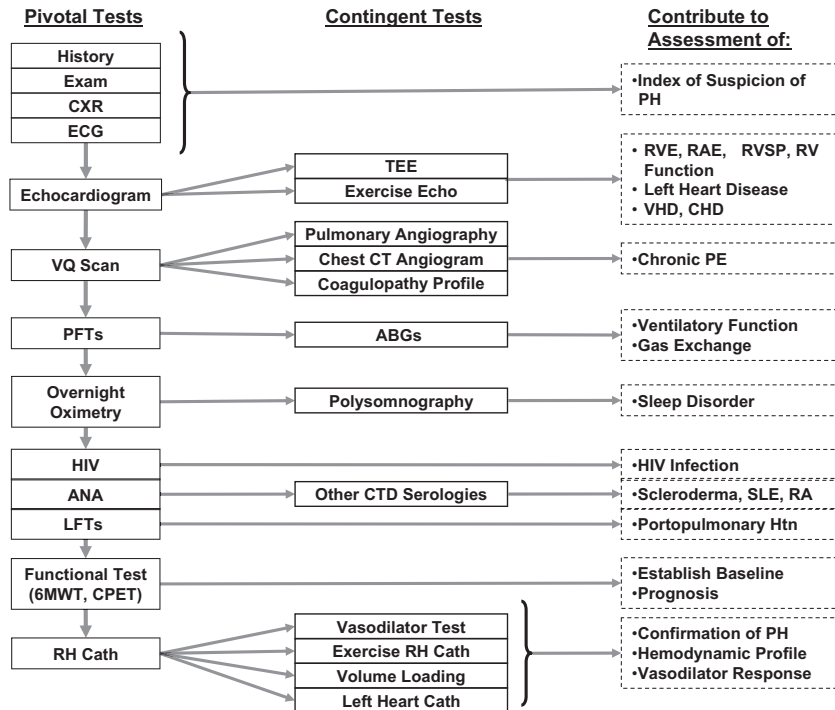 Pivotal Tests
Contingent Tests
Contribute to
Assessment of:
History
Exam
CXR
ECG
•Index of Suspicion of
PH
Echocardiogram
TEE
Exercise Echo
• RVE, RAE, RVSP, RV
Function
• Left Heart Disease
• VHD, CHD
VQ Scan
Pulmonary Angiography
Chest CT Angiogram
Coagulopathy Profile
•Chronic PE
PFTs
ABGs
•Ventilatory Function
•Gas Exchange
Overnight
Oximetry
Polysomnography
•Sleep Disorder
HIV
•HIV Infection
ANA
Other CTD Serologies
•Scleroderma, SLE, RA
LFTs
•Portopulmonary Htn
Functional Test
(6MWT, CPET)
•Establish Baseline
•Prognosis
RH Cath
Vasodilator Test
Exercise RH Cath
Volume Loading
Left Heart Cath
•Confirmation of PH
•Hemodynamic Profile
•Vasodilator Response